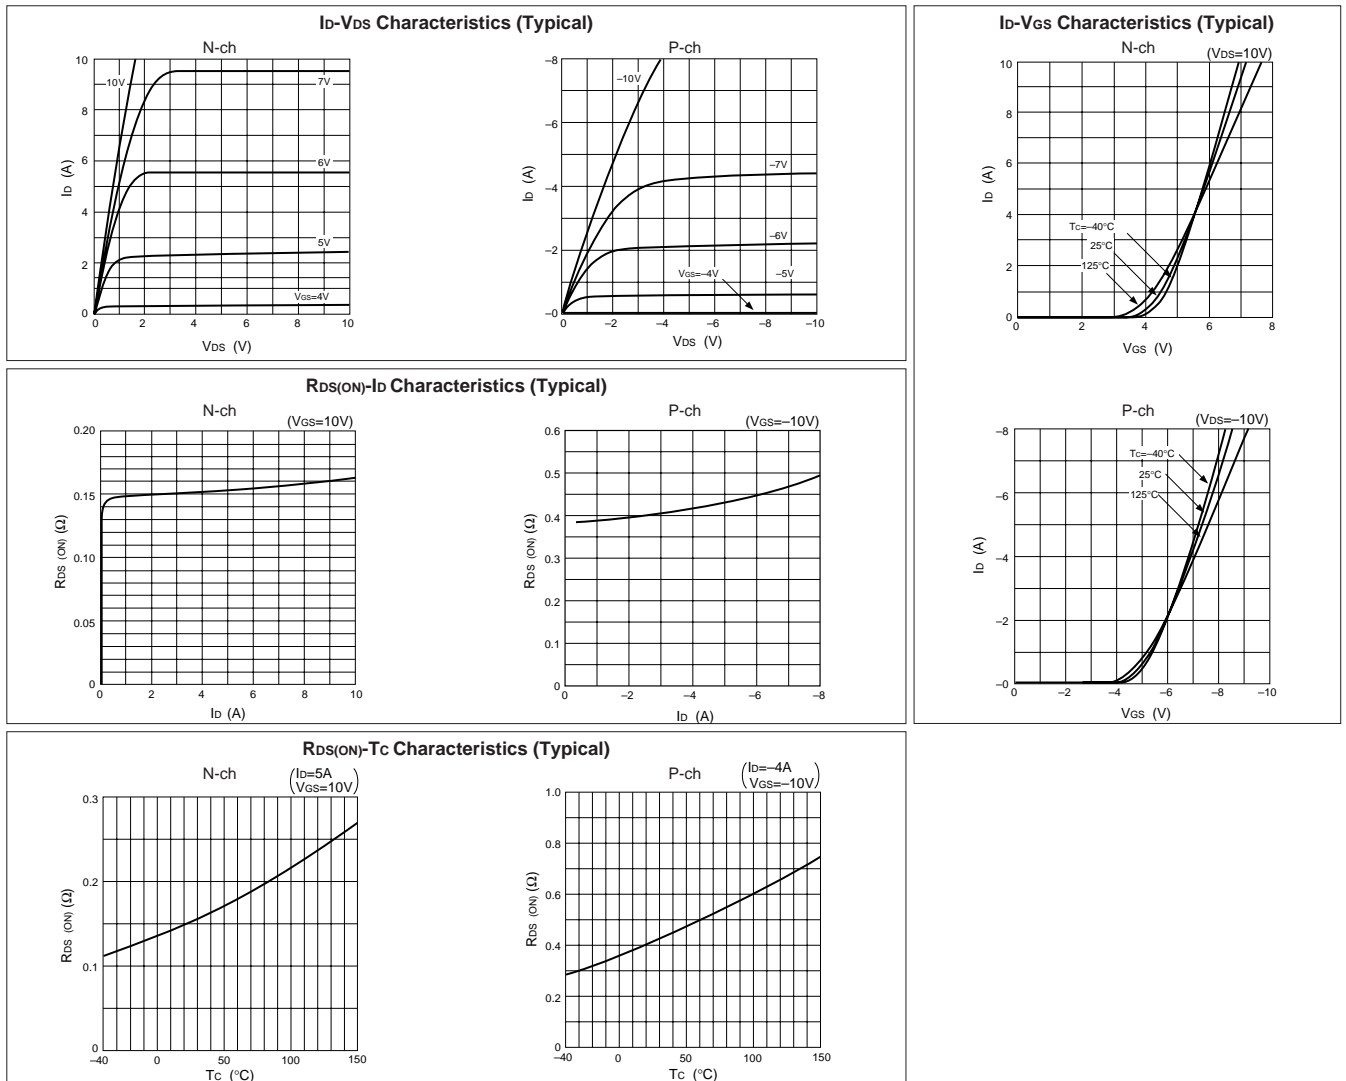 ID-VDS Characteristics (Typical)
N-ch
10
8
6
4
2
0
ID (A)
10V
7V
6V
5V
VGS=4V
0 2 4 6 8 10
VDS (V)
P-ch
–8
–6
–4
–2
–0
ID (A)
–10V
–7V
–6V
VGS=–4V
–5V
0 –2 –4 –6 –8 –10
VDS (V)
ID-VGS Characteristics (Typical)
N-ch
(VDS=10V)
10
8
6
4
2
0
ID (A)
TC=–40°C
25°C
125°C
0 2 4 6 8
VGS (V)
P-ch
(VDS=–10V)
–8
–6
–4
–2
–0
ID (A)
TC=–40°C
25°C
125°C
0 –2 –4 –6 –8 –10
VGS (V)
RDS(ON)-ID Characteristics (Typical)
N-ch
(VGS=10V)
0.20
0.15
0.10
0.05
0
RDS (ON) (Ω)
0 2 4 6 8 10
ID (A)
P-ch
(VGS=–10V)
0.6
0.5
0.4
0.3
0.2
0.1
0
RDS (ON) (Ω)
0 –2 –4 –6 –8
ID (A)
RDS(ON)-TC Characteristics (Typical)
N-ch
(ID=5A
VGS=10V)
0.3
0.2
0.1
0
RDS (ON) (Ω)
–40 0 50 100 150
TC (°C)
P-ch
(ID=–4A
VGS=–10V)
1.0
0.8
0.6
0.4
0.2
0
RDS (ON) (Ω)
–40 0 50 100 150
TC (°C)